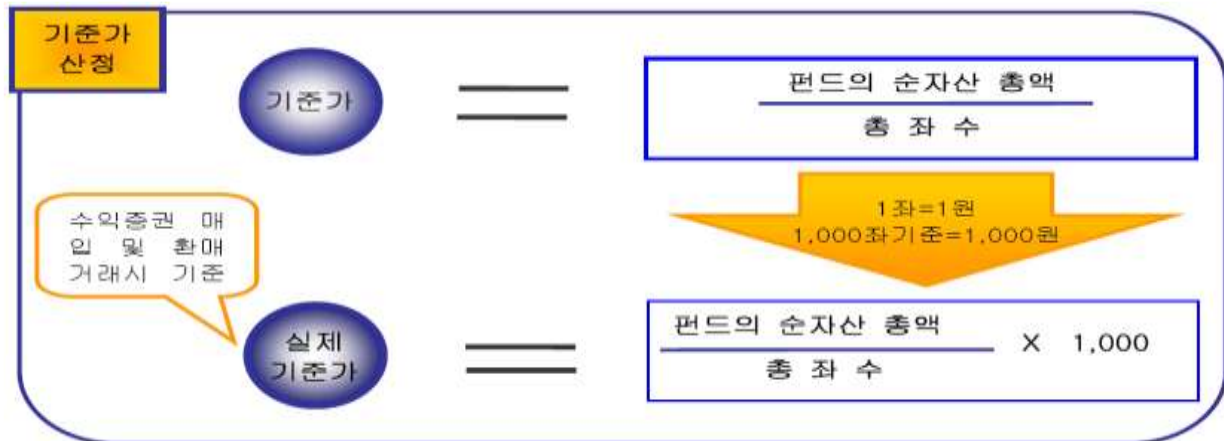 기준가
산정
기준가
펀드의 순자산 총액
총 좌 수
1좌=1원
1,000좌기준=1,000원
수익증권 매
입 및 환매
거래시 기준
실제
기준가
펀드의 순자산 총액
총 좌 수
X 1,000